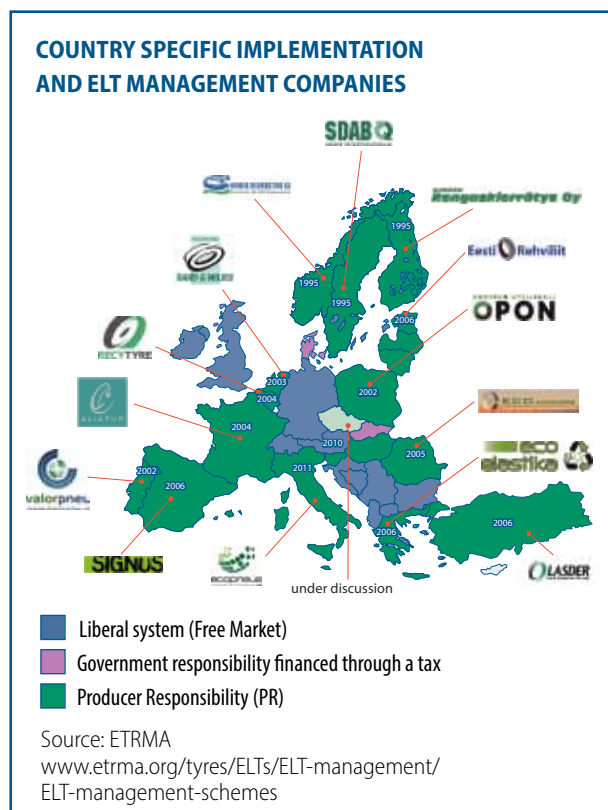 COUNTRY SPECIFIC IMPLEMENTATION
AND ELT MANAGEMENT COMPANIES
SDAB
Rengaskierrätys Oy
1995
Eesti Rehviliit
1995
1995
2006
OPON
RECYTYRE
2003
2004
2002
ALIAPUR
ECO
2004
2010
2005
eco
elastika
valorpneu
2002
2006
2011
2006
2006
SIGNUS
ecopneus
under discussion
LASDER
Liberal system (Free Market)
Government responsibility financed through a tax
Producer Responsibility (PR)
Source: ETRMA
www.etrma.org/tyres/ELTs/ELT-management/
ELT-management-schemes